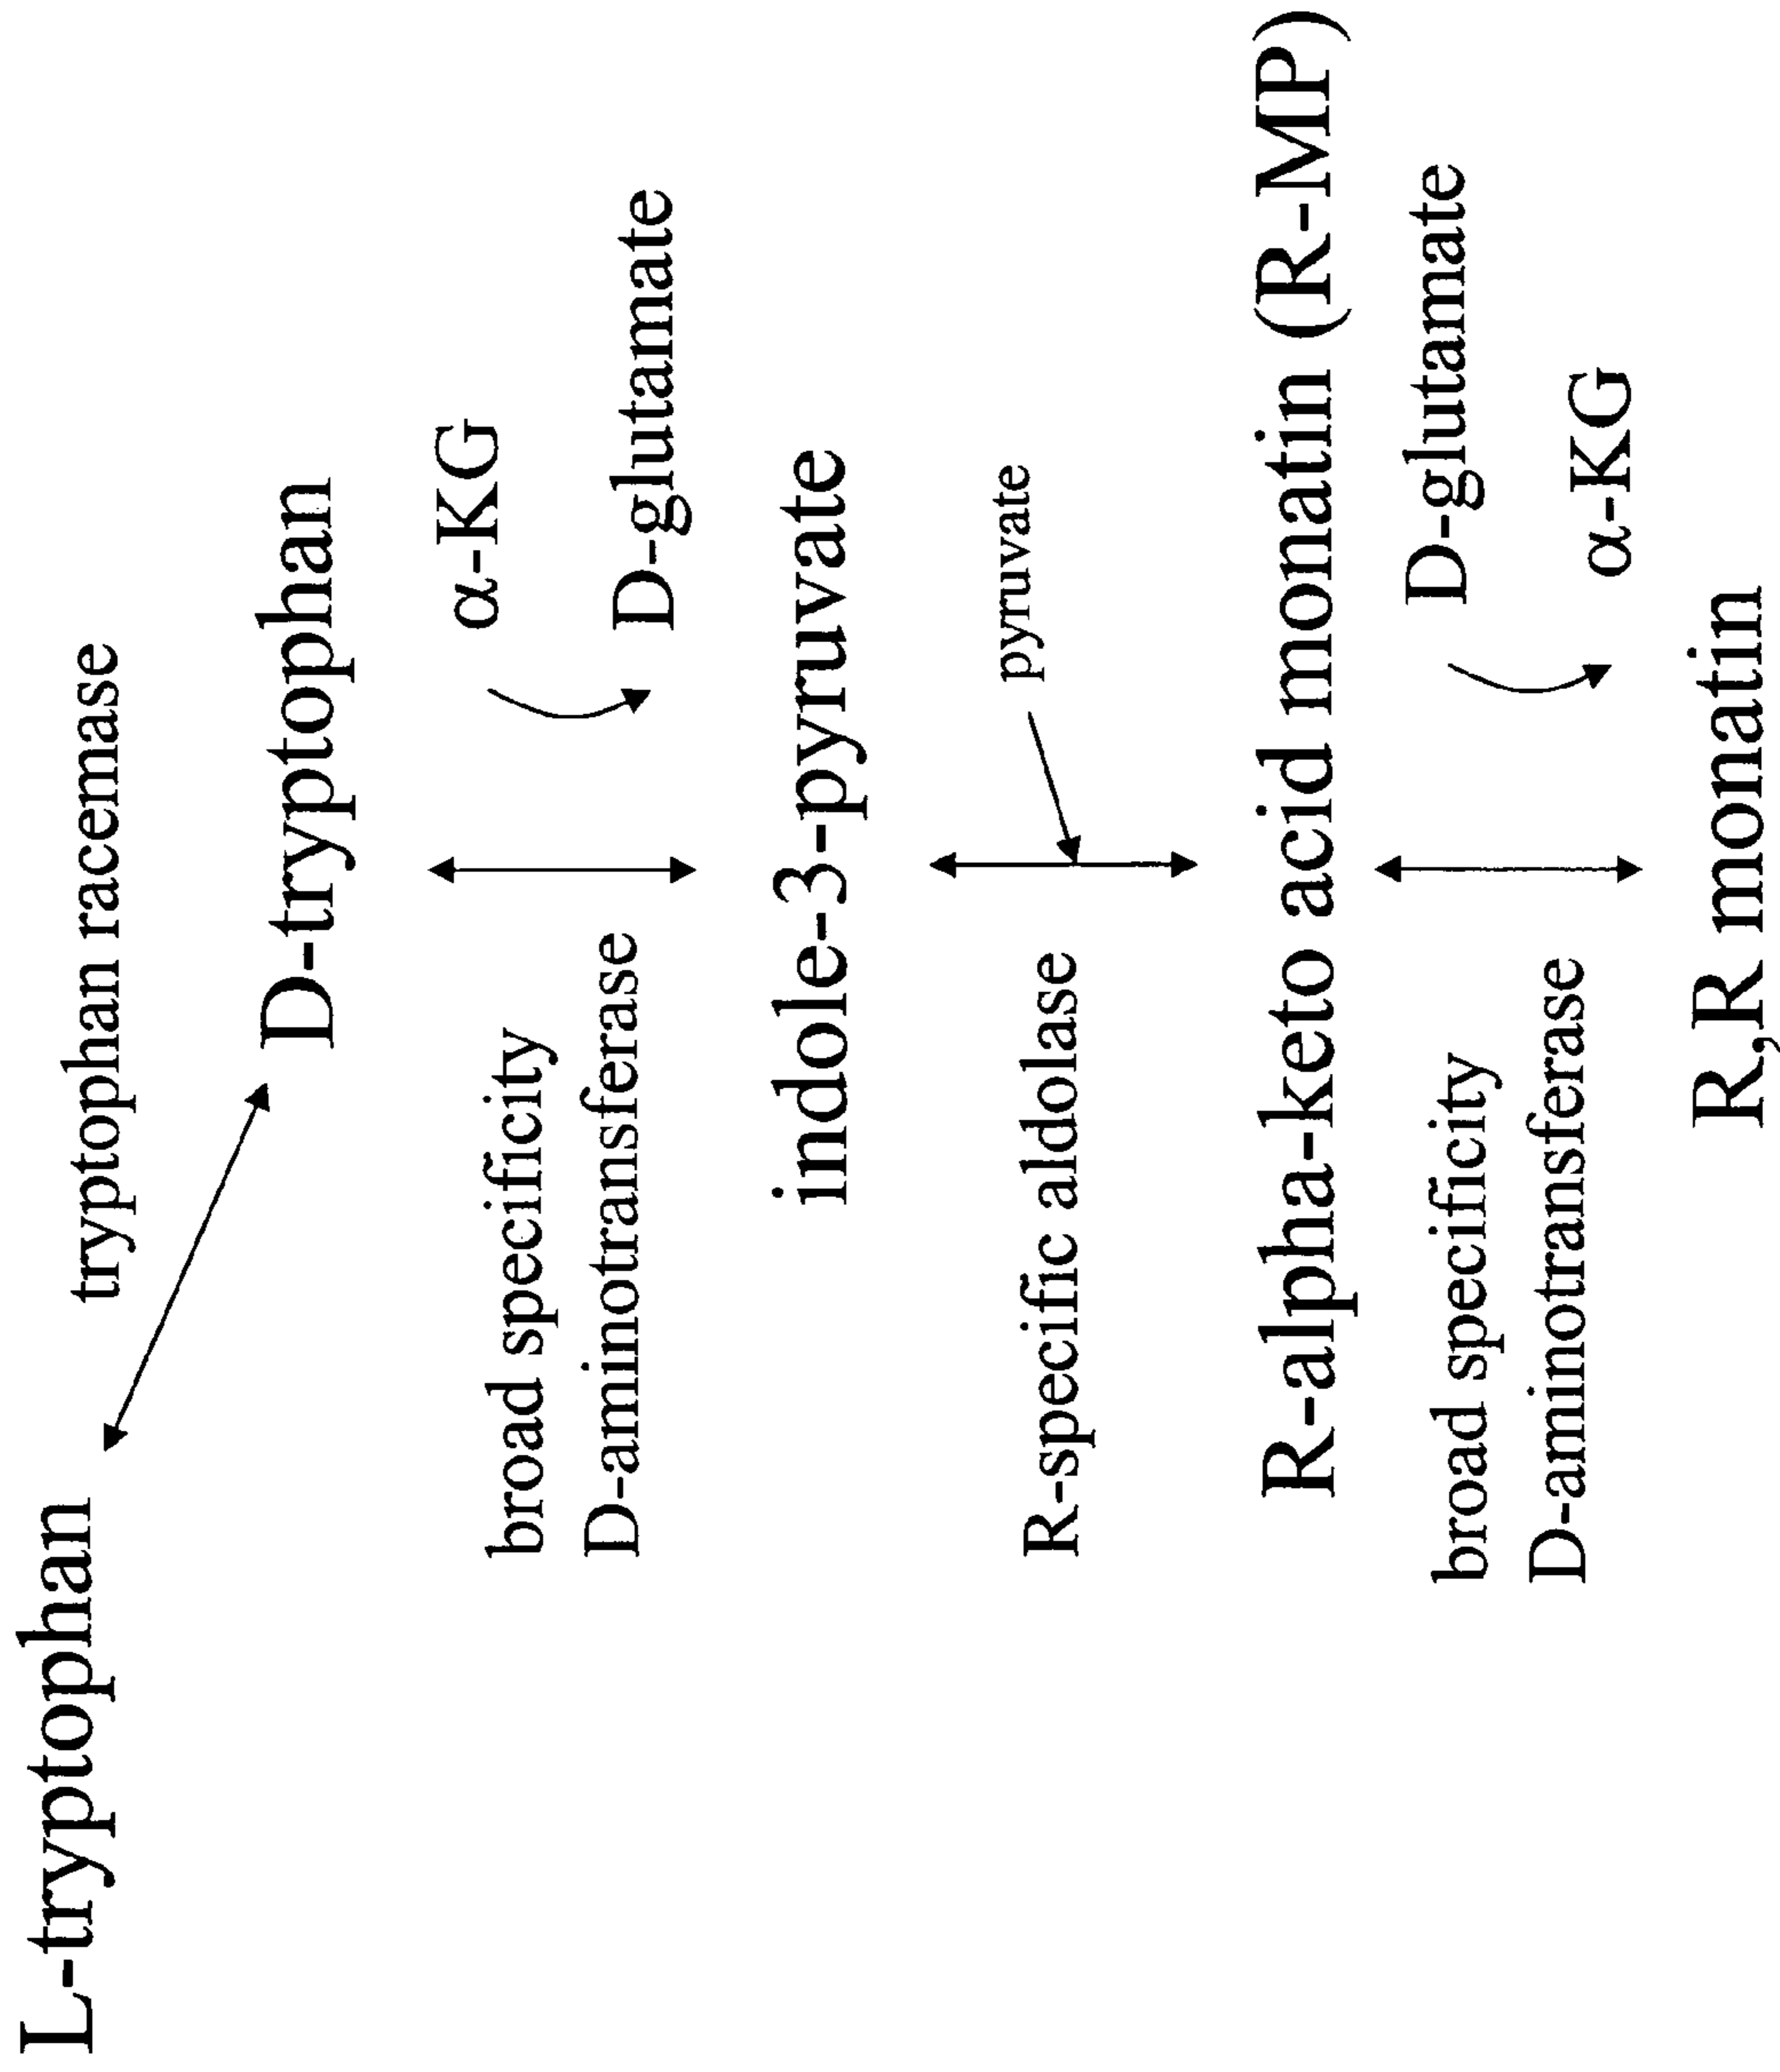 L-tryptophan
tryptophan racemase
D-tryptophan
broad specificity
D-aminotransferase
α-KG
D-glutamate
indole-3-pyruvate
R-specific aldolase
pyruvate
R-alpha-keto acid monatin (R-MP)
broad specificity
D-aminotransferase
D-glutamate
α-KG
R,R monatin